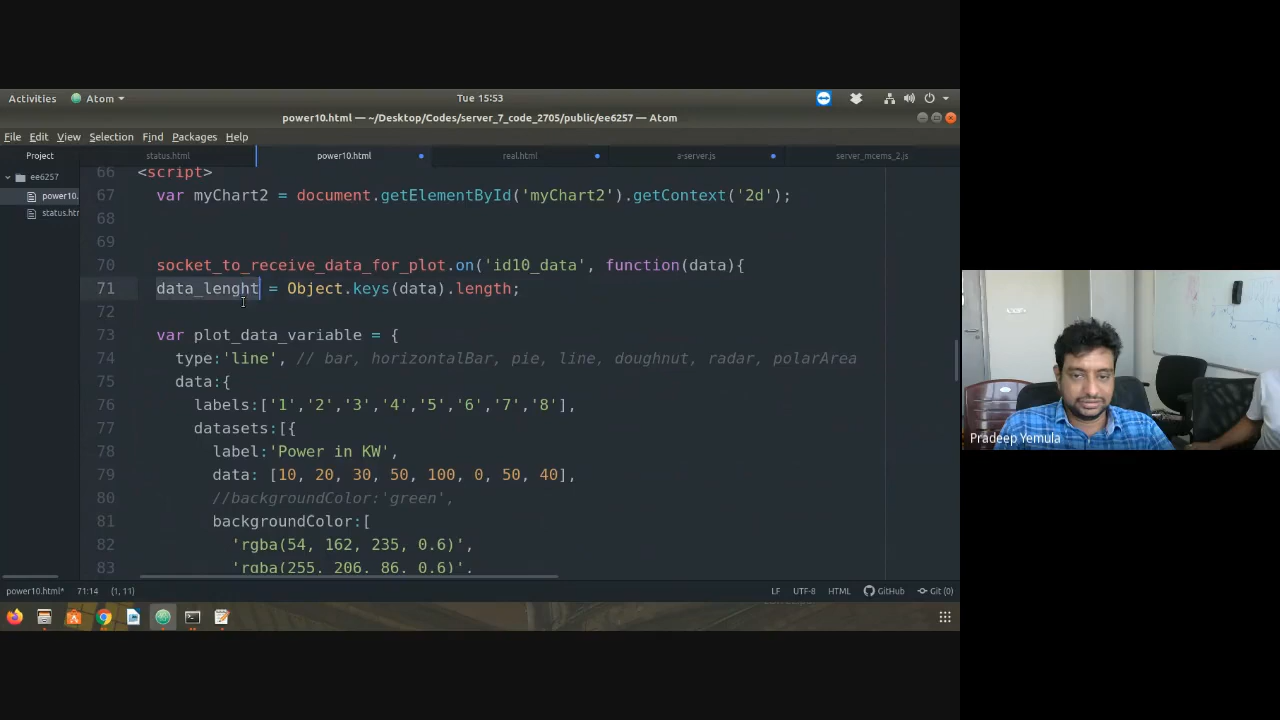 Activities Atom Tue 15:53
power10.html — ~/Desktop/Codes/server_7_code_2705/public/ee6257 — Atom
File Edit View Selection Find Packages Help
Project status.html power10.html real.html a-server.js server_mcems_2.js
ee6257
power10.
status.htm
66 <script>
67 var myChart2 = document.getElementById('myChart2').getContext('2d');
68
69
70 socket_to_receive_data_for_plot.on('id10_data', function(data){
71 data_lenght = Object.keys(data).length;
72
73 var plot_data_variable = {
74 type:'line', // bar, horizontalBar, pie, line, doughnut, radar, polarArea
75 data:{
76 labels:['1','2','3','4','5','6','7','8'],
77 datasets:[{
78 label:'Power in KW',
79 data: [10, 20, 30, 50, 100, 0, 50, 40],
80 //backgroundColor:'green',
81 backgroundColor:[
82 'rgba(54, 162, 235, 0.6)',
83 'rgba(255, 206, 86, 0.6)',
power10.html* 71:14 (1, 11) LF UTF-8 HTML GitHub Git (0)
Pradeep Yemula